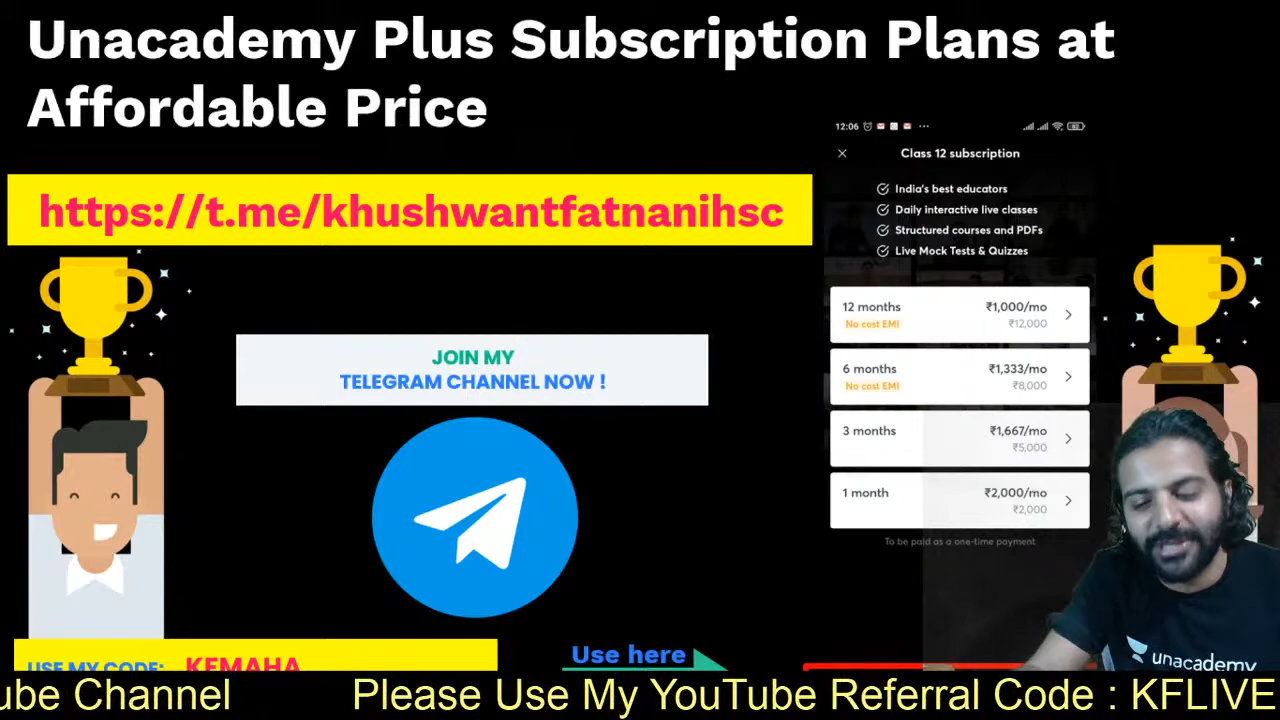 Unacademy Plus Subscription Plans at
Affordable Price
https://t.me/khushwantfatnanihsc
JOIN MY
TELEGRAM CHANNEL NOW !
12:06
Class 12 subscription
India's best educators
Daily interactive live classes
Structured courses and PDFs
Live Mock Tests & Quizzes
12 months ₹1,000/mo
No cost EMI ₹12,000
6 months ₹1,333/mo
No cost EMI ₹8,000
3 months ₹1,667/mo
₹5,000
1 month ₹2,000/mo
₹2,000
To be paid as a one-time payment
USE MY CODE: KFMAHA
Use here
unacademy
ube Channel Please Use My YouTube Referral Code : KFLIVE